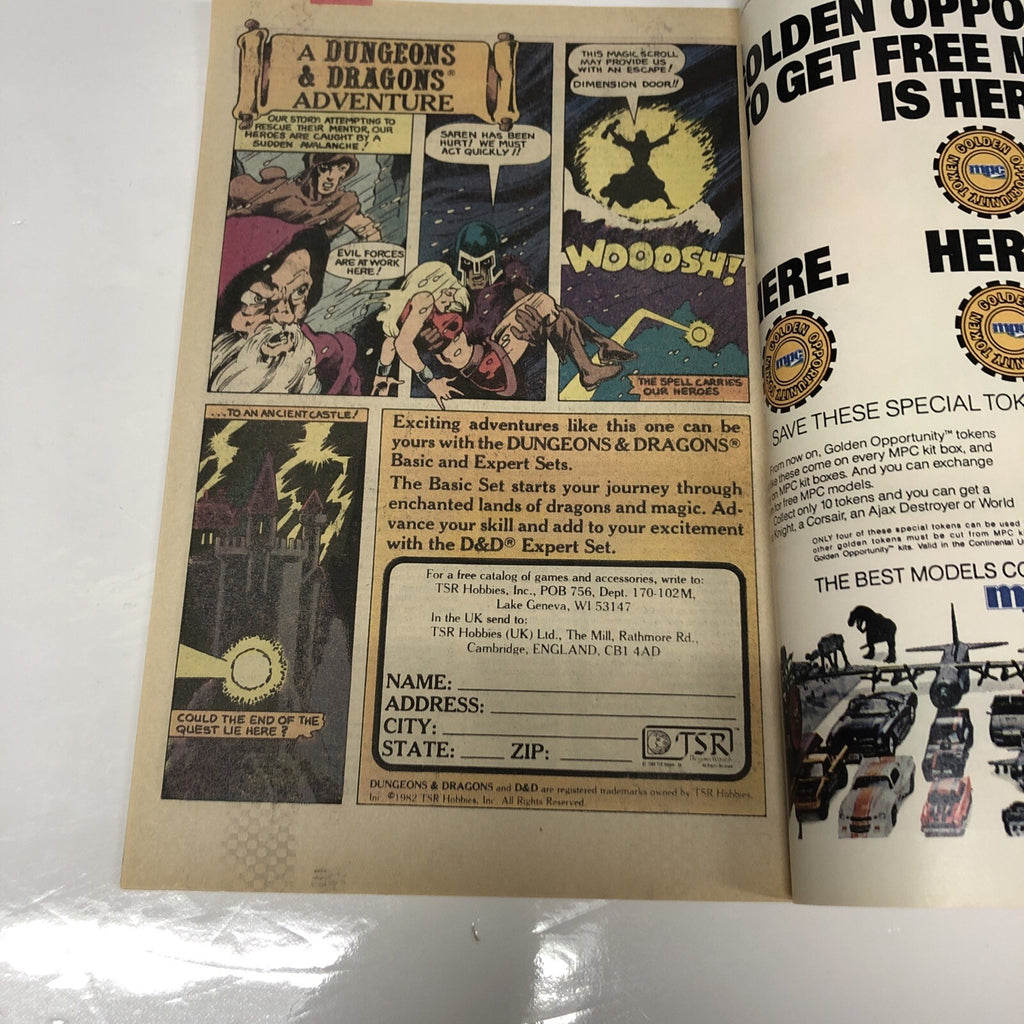 A DUNGEONS
& DRAGONS®
ADVENTURE
OUR STORY: ATTEMPTING TO
RESCUE THEIR MENTOR, OUR
HEROES ARE CAUGHT BY A
SUDDEN AVALANCHE!
EVIL FORCES
ARE AT WORK
HERE!
SAREN HAS BEEN
HURT! WE MUST
ACT QUICKLY!!
THIS MAGIC SCROLL
MAY PROVIDE US
WITH AN ESCAPE!
DIMENSION DOOR!!
WOOOSH!
THE SPELL CARRIES
OUR HEROES
...TO AN ANCIENT CASTLE!
COULD THE END OF THE
QUEST LIE HERE?
Exciting adventures like this one can be
yours with the DUNGEONS & DRAGONS®
Basic and Expert Sets.
The Basic Set starts your journey through
enchanted lands of dragons and magic. Ad-
vance your skill and add to your excitement
with the D&D® Expert Set.
For a free catalog of games and accessories, write to:
TSR Hobbies, Inc., POB 756, Dept. 170-102M,
Lake Geneva, WI 53147
In the UK send to:
TSR Hobbies (UK) Ltd., The Mill, Rathmore Rd.,
Cambridge, ENGLAND, CB1 4AD
NAME:
ADDRESS:
CITY:
STATE: ZIP:
TSR
DUNGEONS & DRAGONS and D&D are registered trademarks owned by TSR Hobbies,
Inc. ©1982 TSR Hobbies, Inc. All Rights Reserved.
OLDEN OPPO
TO GET FREE M
IS HER
GOLDEN OPPORTUNITY TOKEN
mpc
HERE.
HER
GOLDEN OPPORTUNITY
mpc
GOLDEN
mpc
SAVE THESE SPECIAL TOK
From now on, Golden Opportunity™ tokens
like these come on every MPC kit box, and
on MPC kit boxes. And you can exchange
for free MPC models.
Collect only 10 tokens and you can get a
Knight, a Corsair, an Ajax Destroyer or World
ONLY four of these special tokens can be used
other golden tokens must be cut from MPC k
Golden Opportunity™ kits. Valid in the Continental U
THE BEST MODELS CO
m